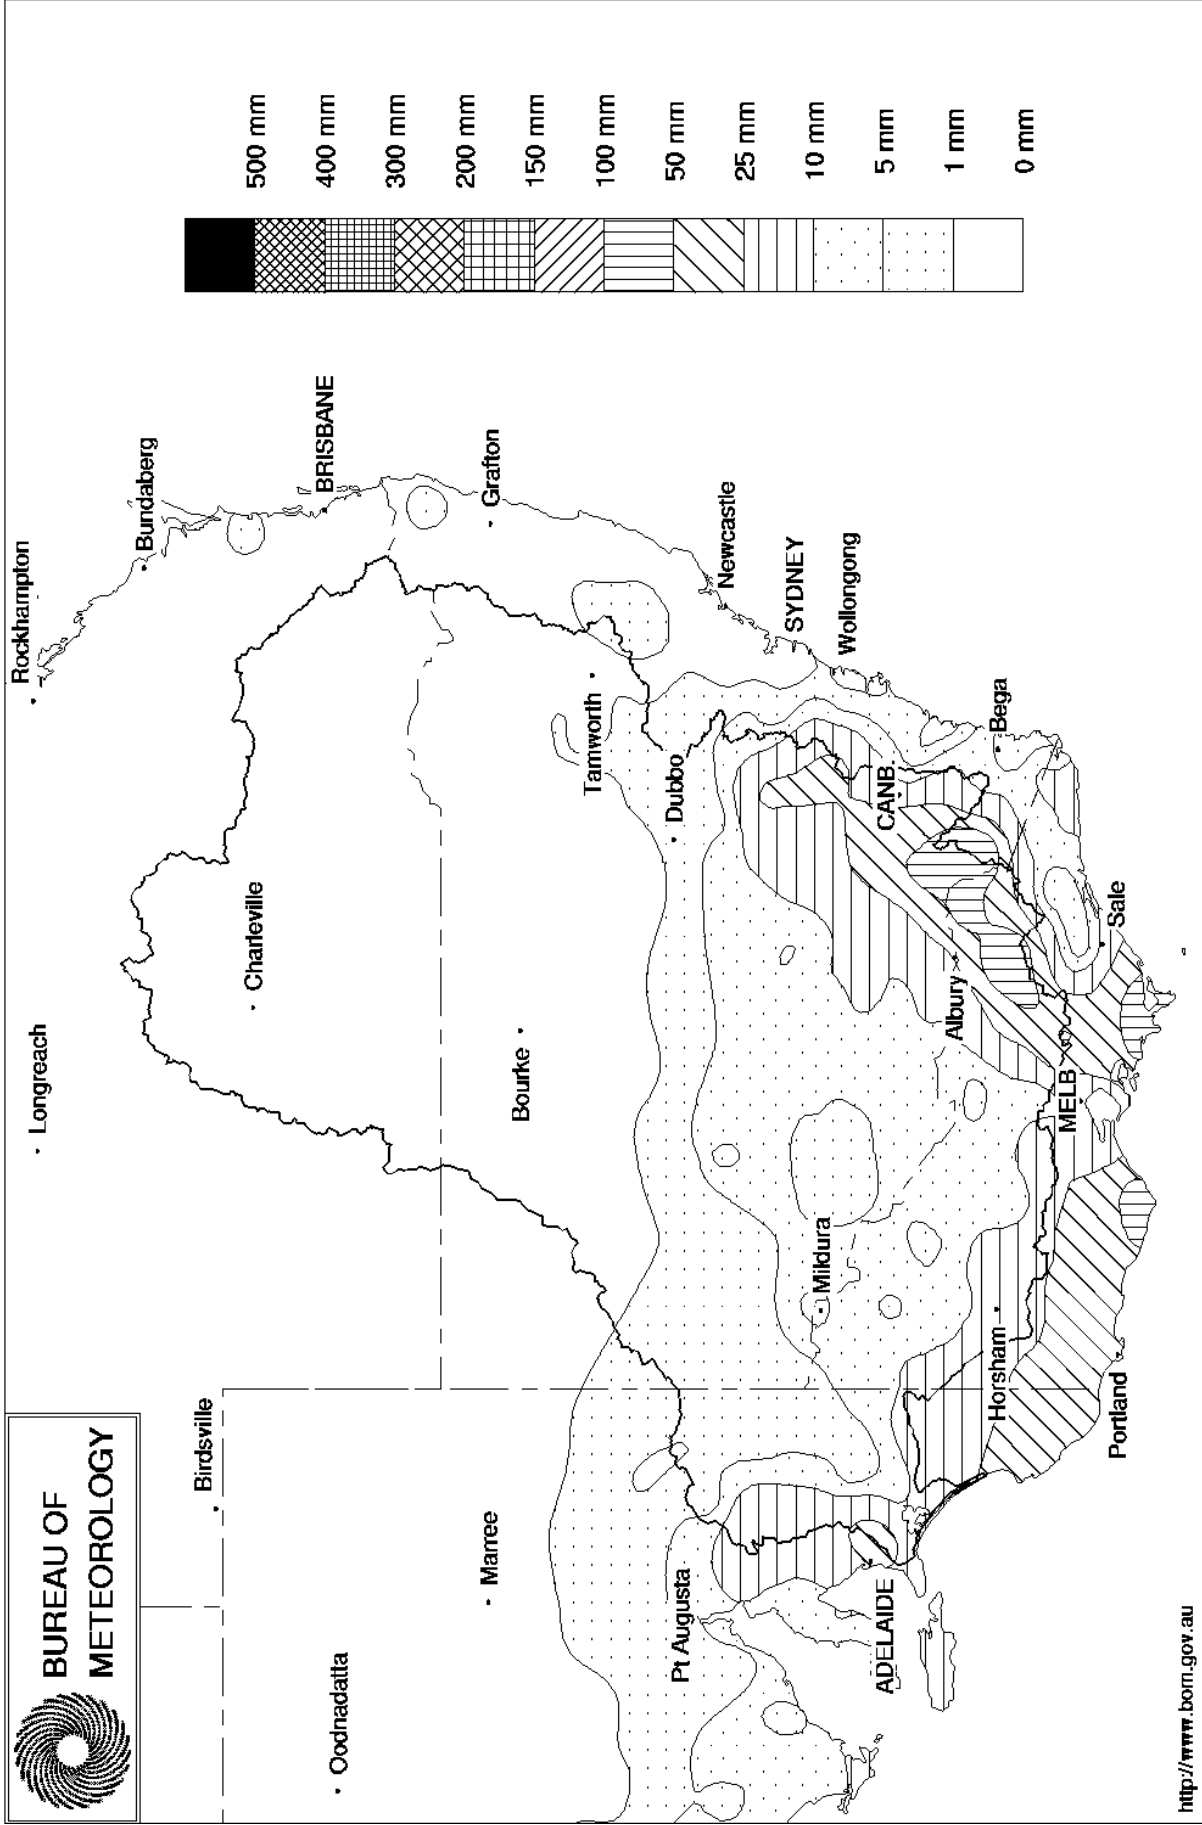 BUREAU OF
METEOROLOGY
Rockhampton
Longreach
Bundaberg
Birdsville
Charleville
BRISBANE
Oodnadatta
Marree
Bourke
Grafton
Tamworth
Pt Augusta
Dubbo
Newcastle
Mildura
SYDNEY
Wollongong
ADELAIDE
CANB.
Albury
Horsham
Bega
MELB
Portland
Sale
500 mm
400 mm
300 mm
200 mm
150 mm
100 mm
50 mm
25 mm
10 mm
5 mm
1 mm
0 mm
http://www.bom.gov.au